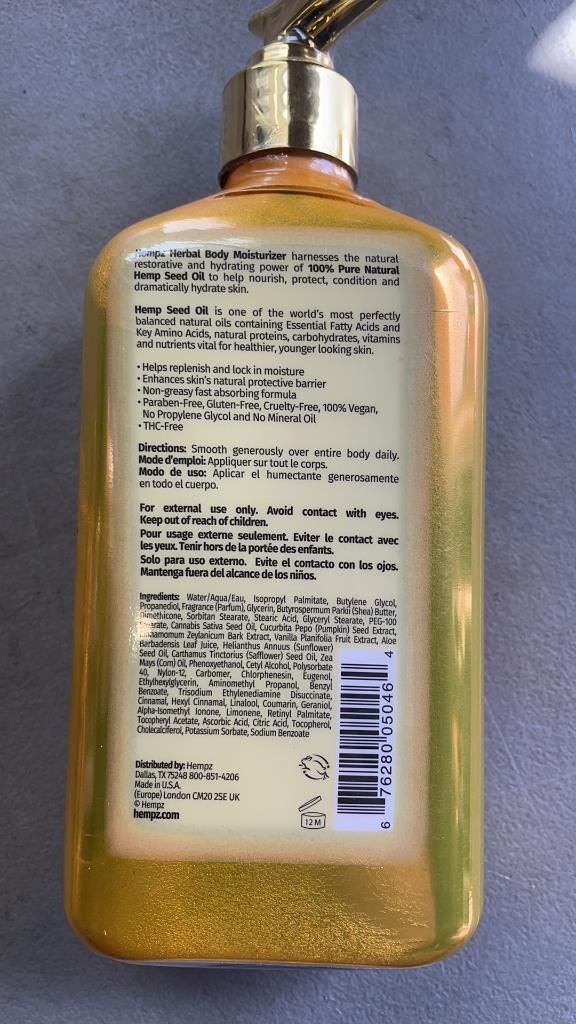 Hempz Herbal Body Moisturizer harnesses the natural
restorative and hydrating power of 100% Pure Natural
Hemp Seed Oil to help nourish, protect, condition and
dramatically hydrate skin.
Hemp Seed Oil is one of the world's most perfectly
balanced natural oils containing Essential Fatty Acids and
Key Amino Acids, natural proteins, carbohydrates, vitamins
and nutrients vital for healthier, younger looking skin.
• Helps replenish and lock in moisture
• Enhances skin's natural protective barrier
• Non-greasy fast absorbing formula
• Paraben-Free, Gluten-Free, Cruelty-Free, 100% Vegan,
No Propylene Glycol and No Mineral Oil
• THC-Free
Directions: Smooth generously over entire body daily.
Mode d'emploi: Appliquer sur tout le corps.
Modo de uso: Aplicar el humectante generosamente
en todo el cuerpo.
For external use only. Avoid contact with eyes.
Keep out of reach of children.
Pour usage externe seulement. Eviter le contact avec
les yeux. Tenir hors de la portée des enfants.
Solo para uso externo. Evite el contacto con los ojos.
Mantenga fuera del alcance de los niños.
Ingredients: Water/Aqua/Eau, Isopropyl Palmitate, Butylene Glycol,
Propanediol, Fragrance (Parfum), Glycerin, Butyrospermum Parkii (Shea) Butter,
Dimethicone, Sorbitan Stearate, Stearic Acid, Glyceryl Stearate, PEG-100
Stearate, Cannabis Sativa Seed Oil, Cucurbita Pepo (Pumpkin) Seed Extract,
Cinnamomum Zeylanicum Bark Extract, Vanilla Planifolia Fruit Extract, Aloe
Barbadensis Leaf Juice, Helianthus Annuus (Sunflower)
Seed Oil, Carthamus Tinctorius (Safflower) Seed Oil, Zea
Mays (Corn) Oil, Phenoxyethanol, Cetyl Alcohol, Polysorbate
40, Nylon-12, Carbomer, Chlorphenesin, Eugenol,
Ethylhexylglycerin, Aminomethyl Propanol, Benzyl
Benzoate, Trisodium Ethylenediamine Disuccinate,
Cinnamal, Hexyl Cinnamal, Linalool, Coumarin, Geraniol,
Alpha-Isomethyl Ionone, Limonene, Retinyl Palmitate,
Tocopheryl Acetate, Ascorbic Acid, Citric Acid, Tocopherol,
Cholecalciferol, Potassium Sorbate, Sodium Benzoate
6 76280 05046 4
Distributed by: Hempz
Dallas, TX 75248 800-851-4206
Made in U.S.A.
(Europe) London CM20 2SE UK
© Hempz
hempz.com
12 M